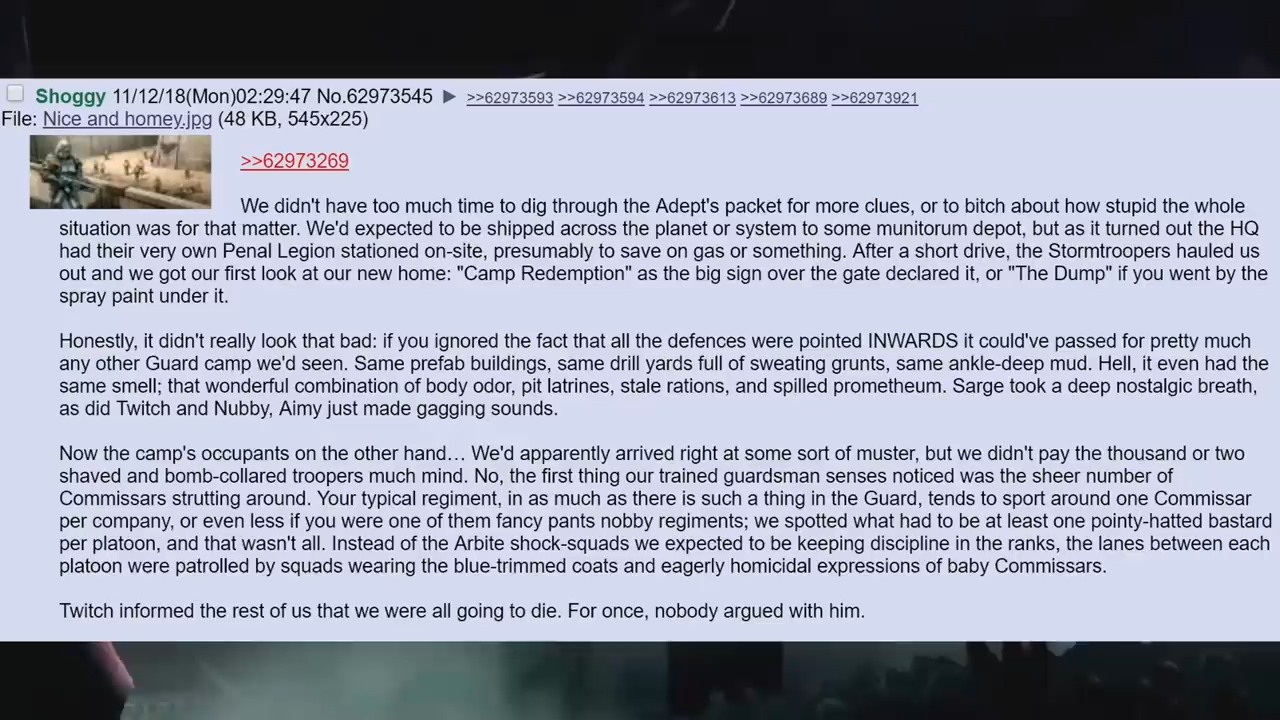 Shoggy 11/12/18(Mon)02:29:47 No.62973545 ▶ >>62973593 >>62973594 >>62973613 >>62973689 >>62973921
File: Nice and homey.jpg (48 KB, 545x225)
>>62973269
We didn't have too much time to dig through the Adept's packet for more clues, or to bitch about how stupid the whole
situation was for that matter. We'd expected to be shipped across the planet or system to some munitorum depot, but as it turned out the HQ
had their very own Penal Legion stationed on-site, presumably to save on gas or something. After a short drive, the Stormtroopers hauled us
out and we got our first look at our new home: "Camp Redemption" as the big sign over the gate declared it, or "The Dump" if you went by the
spray paint under it.
Honestly, it didn't really look that bad: if you ignored the fact that all the defences were pointed INWARDS it could've passed for pretty much
any other Guard camp we'd seen. Same prefab buildings, same drill yards full of sweating grunts, same ankle-deep mud. Hell, it even had the
same smell; that wonderful combination of body odor, pit latrines, stale rations, and spilled prometheum. Sarge took a deep nostalgic breath,
as did Twitch and Nubby, Aimy just made gagging sounds.
Now the camp's occupants on the other hand… We'd apparently arrived right at some sort of muster, but we didn't pay the thousand or two
shaved and bomb-collared troopers much mind. No, the first thing our trained guardsman senses noticed was the sheer number of
Commissars strutting around. Your typical regiment, in as much as there is such a thing in the Guard, tends to sport around one Commissar
per company, or even less if you were one of them fancy pants nobby regiments; we spotted what had to be at least one pointy-hatted bastard
per platoon, and that wasn't all. Instead of the Arbite shock-squads we expected to be keeping discipline in the ranks, the lanes between each
platoon were patrolled by squads wearing the blue-trimmed coats and eagerly homicidal expressions of baby Commissars.
Twitch informed the rest of us that we were all going to die. For once, nobody argued with him.